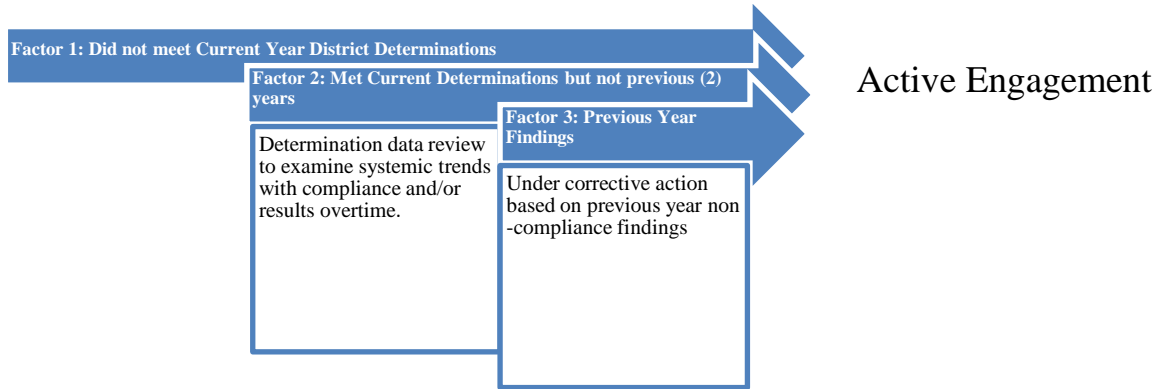 Factor 1: Did not meet Current Year District Determinations
Active Engagement
Factor 2: Met Current Determinations but not previous (2)
years
Factor 3: Previous Year
Findings
Determination data review
to examine systemic trends
with compliance and/or
results overtime.
Under corrective action
based on previous year non
-compliance findings